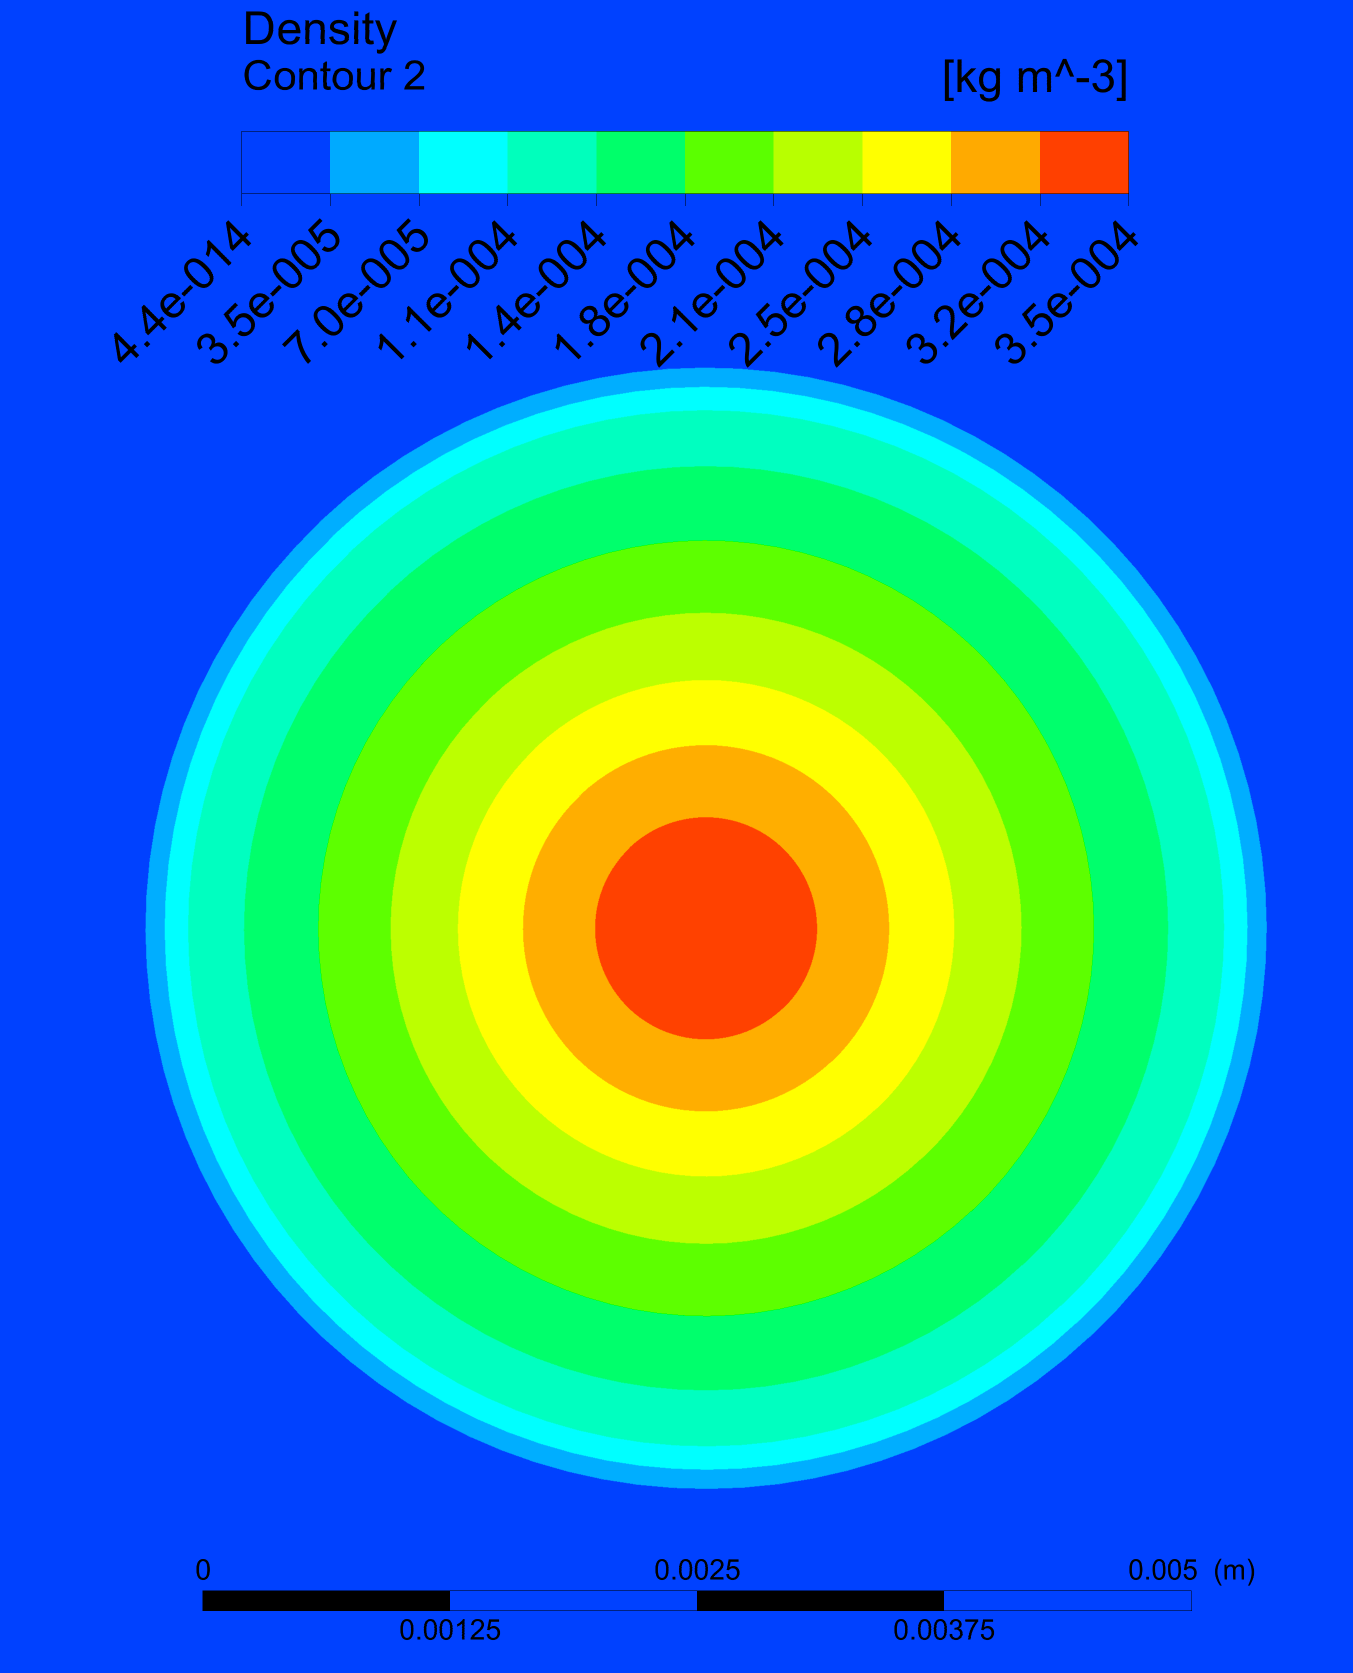 Density
Contour 2
[kg m^-3]
4.4e-014
3.5e-005
7.0e-005
1.1e-004
1.4e-004
1.8e-004
2.1e-004
2.5e-004
2.8e-004
3.2e-004
3.5e-004
0 0.0025 0.005 (m)
0.00125 0.00375